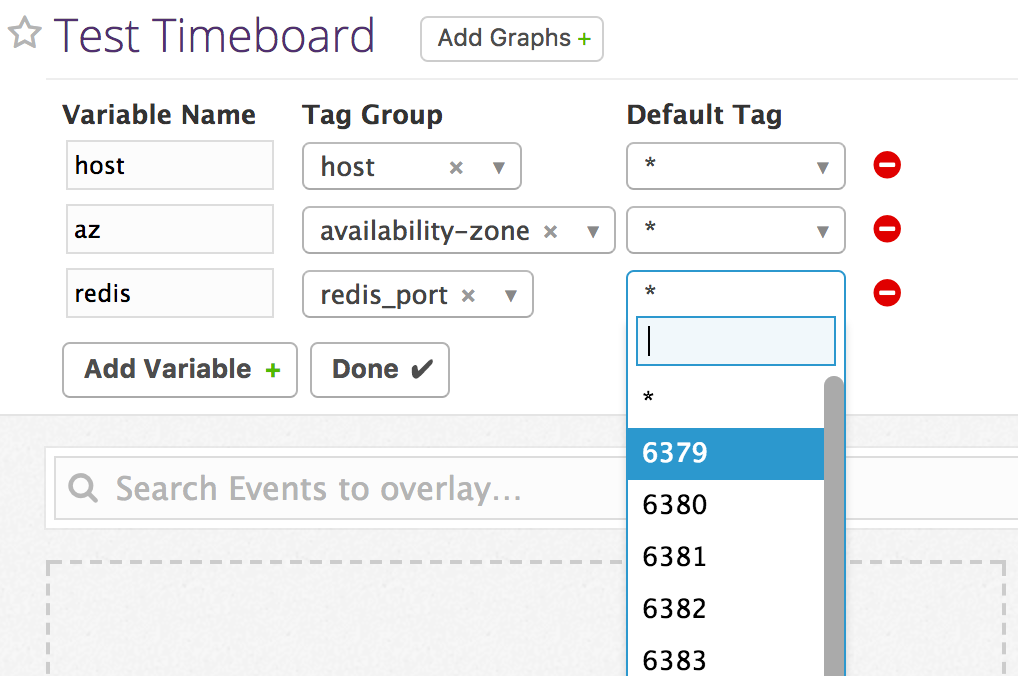 Test Timeboard
Add Graphs +
Variable Name Tag Group Default Tag
host host × ▼ * ▼
az availability-zone × ▼ * ▼
redis redis_port × ▼ *
Add Variable + Done ✔
*
6379
Search Events to overlay...
6380
6381
6382
6383